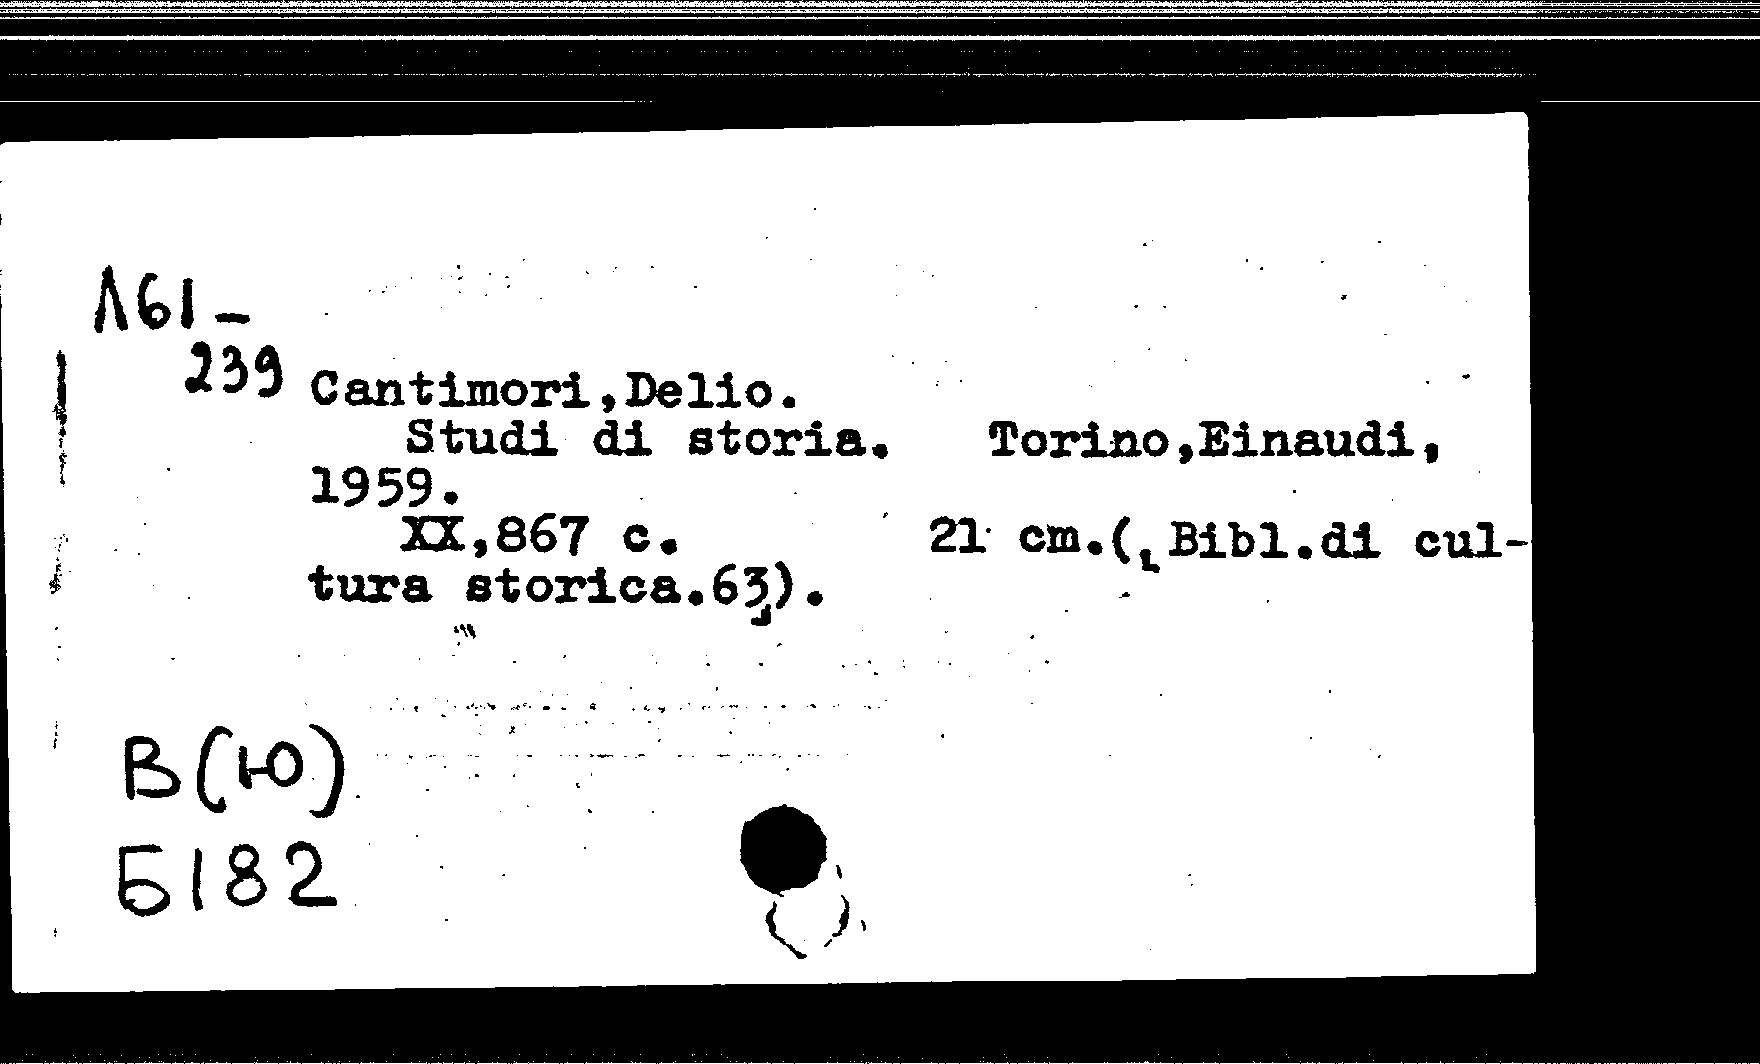 Л61-
239
Cantimori,Delio.
Studi di storia. Torino,Einaudi,
1959.
XX,867 c. 21 cm.(Bibl.di cul-
tura storica.63).
В(Ю)
Б182